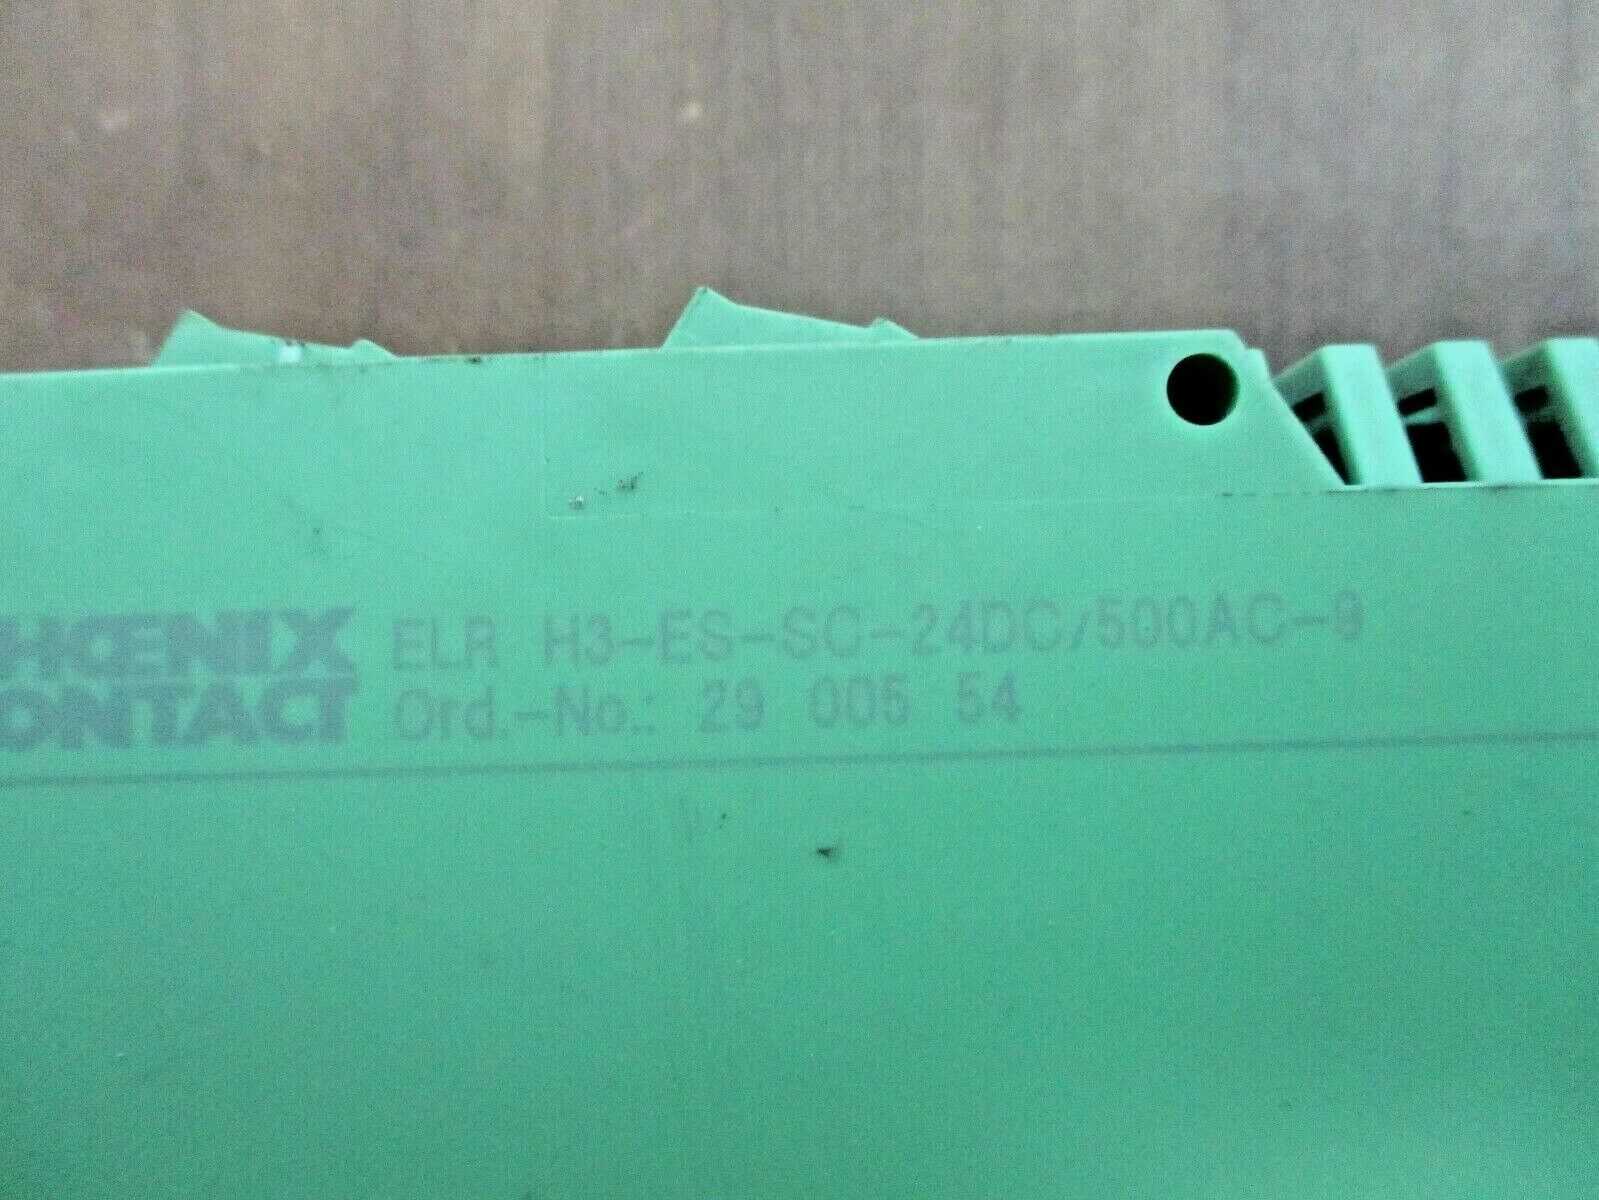 HŒNIX ELR H3-ES-SC-24DC/500AC-9
ONTACT Ord.-No.: 29 005 54